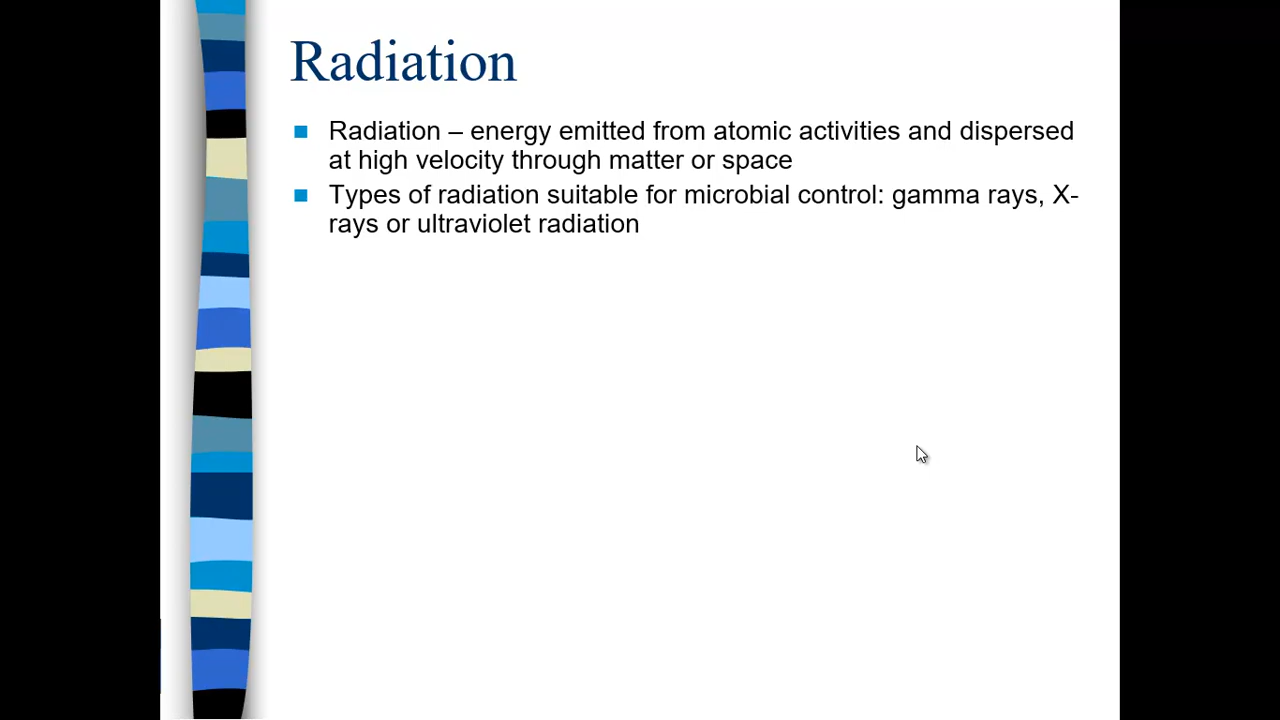 Radiation
Radiation – energy emitted from atomic activities and dispersed
at high velocity through matter or space
Types of radiation suitable for microbial control: gamma rays, X-
rays or ultraviolet radiation